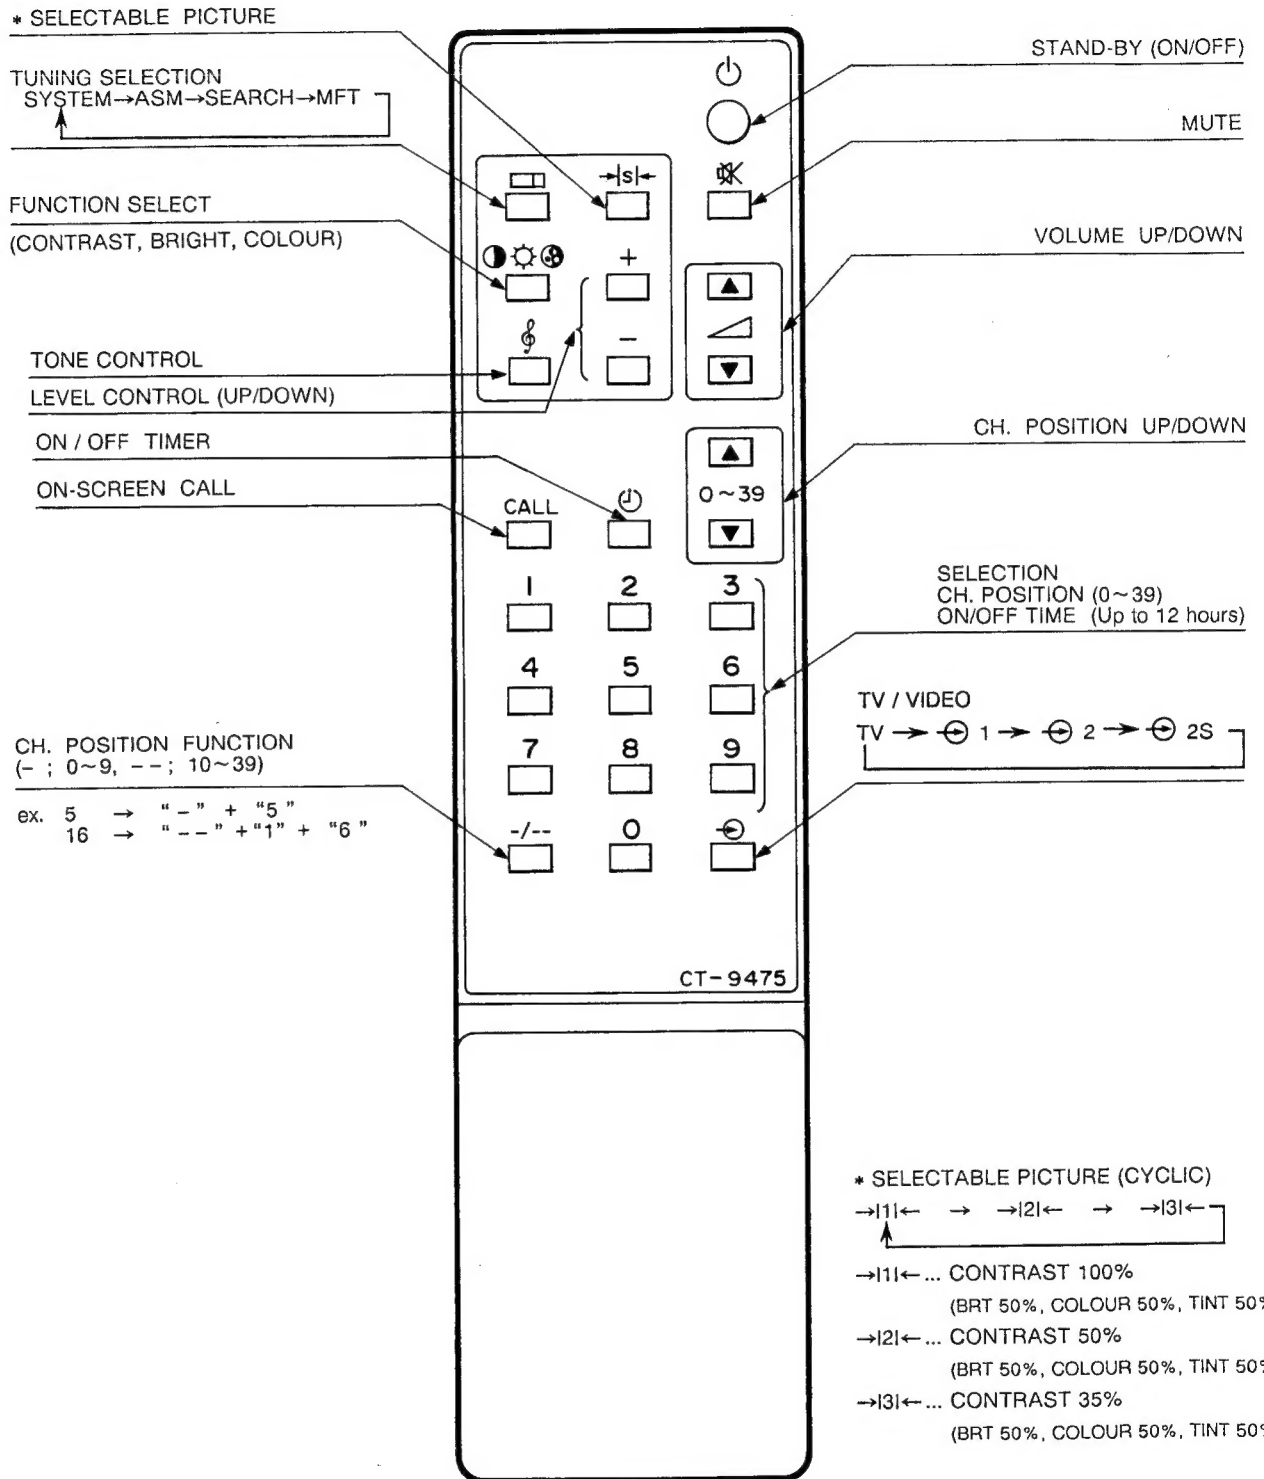 * SELECTABLE PICTURE
TUNING SELECTION
SYSTEM→ASM→SEARCH→MFT
FUNCTION SELECT
(CONTRAST, BRIGHT, COLOUR)
TONE CONTROL
LEVEL CONTROL (UP/DOWN)
ON / OFF TIMER
ON-SCREEN CALL
CH. POSITION FUNCTION
(- ; 0~9, --; 10~39)
ex. 5 → "-" + "5"
16 → "--" + "1" + "6"
→|s|←
+
-
0~39
CALL
1 2 3
4 5 6
7 8 9
-/-- 0
CT-9475
STAND-BY (ON/OFF)
MUTE
VOLUME UP/DOWN
CH. POSITION UP/DOWN
SELECTION
CH. POSITION (0~39)
ON/OFF TIME (Up to 12 hours)
TV / VIDEO
TV → 1 → 2 → 2S
* SELECTABLE PICTURE (CYCLIC)
→|1|← → →|2|← → →|3|←
→|1|← ... CONTRAST 100%
(BRT 50%, COLOUR 50%, TINT 50%
→|2|← ... CONTRAST 50%
(BRT 50%, COLOUR 50%, TINT 50%
→|3|← ... CONTRAST 35%
(BRT 50%, COLOUR 50%, TINT 50%